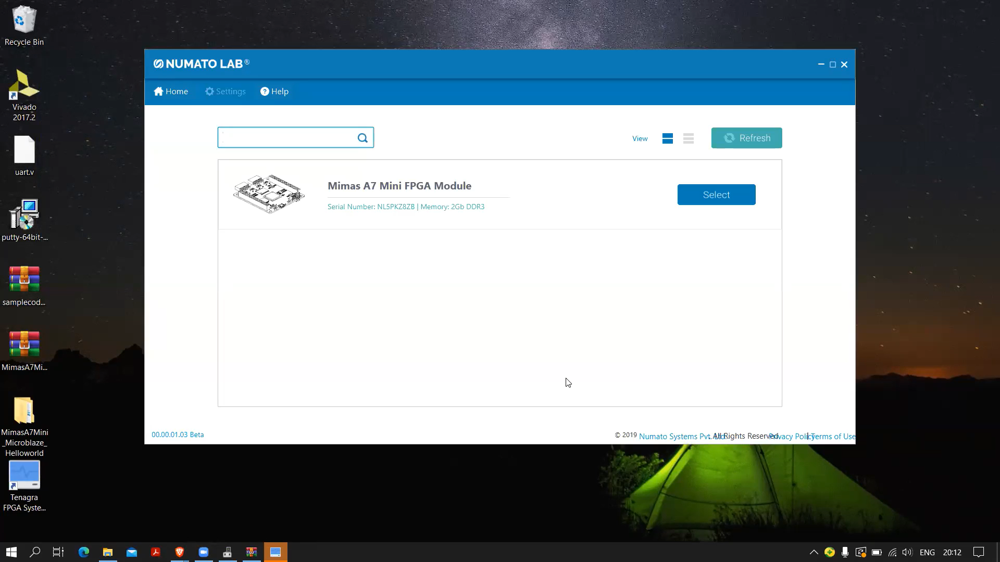 Recycle Bin
Vivado
2017.2
uart.v
putty-64bit-...
samplecod...
MimasA7Mi...
MimasA7Mini
_Microblaze_
Helloworld
Tenagra
FPGA Syste...
NUMATO LAB®
Home
Settings
Help
View
Refresh
Mimas A7 Mini FPGA Module
Serial Number: NL5PKZ8ZB | Memory: 2Gb DDR3
Select
00.00.01.03 Beta
© 2019 Numato Systems Pvt. Ltd. All Rights Reserved Privacy Policy | Terms of Use
ENG
20:12